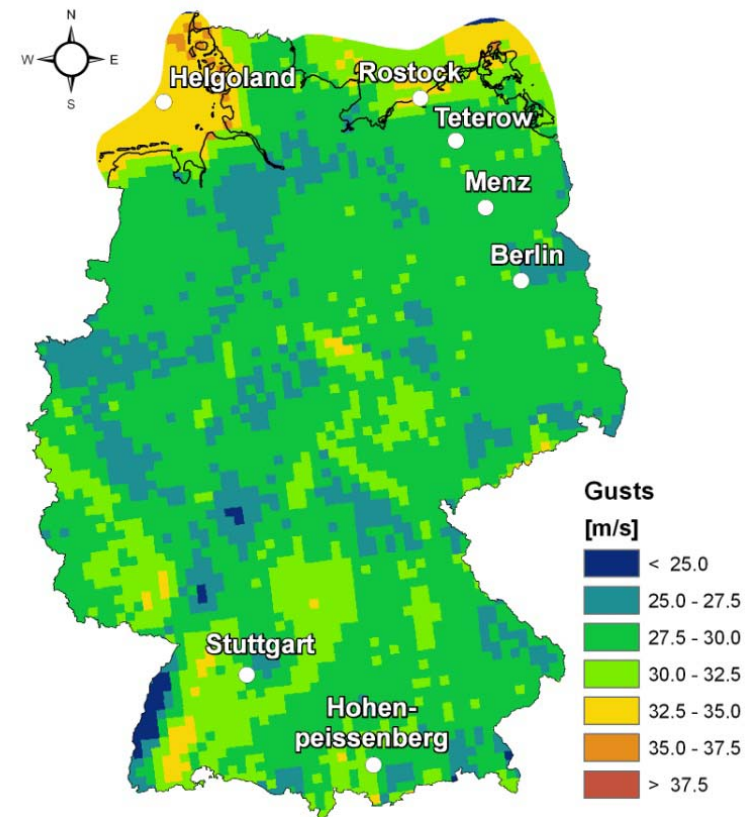 N
W E
S
Helgoland
Rostock
Teterow
Menz
Berlin
Stuttgart
Hohen-
peissenberg
Gusts
[m/s]
< 25.0
25.0 - 27.5
27.5 - 30.0
30.0 - 32.5
32.5 - 35.0
35.0 - 37.5
> 37.5